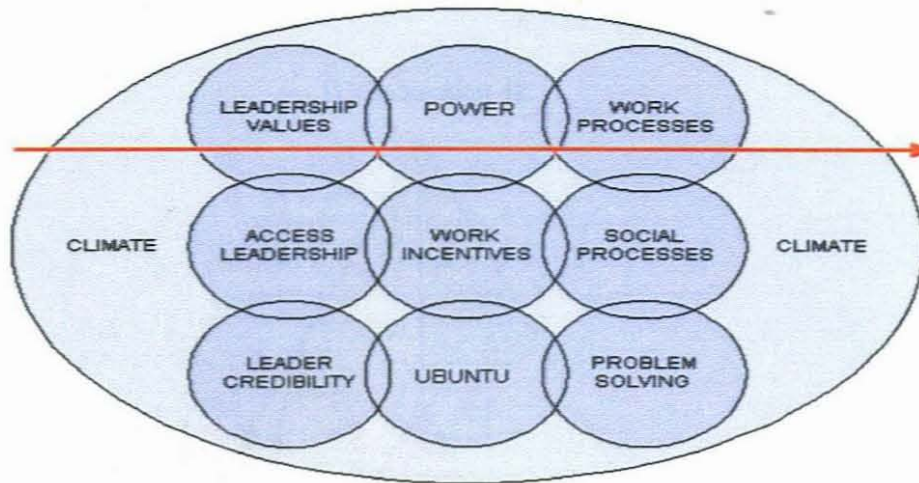 LEADERSHIP
VALUES
POWER
WORK
PROCESSES
CLIMATE
ACCESS
LEADERSHIP
WORK
INCENTIVES
SOCIAL
PROCESSES
CLIMATE
LEADER
CREDIBILITY
UBUNTU
PROBLEM
SOLVING